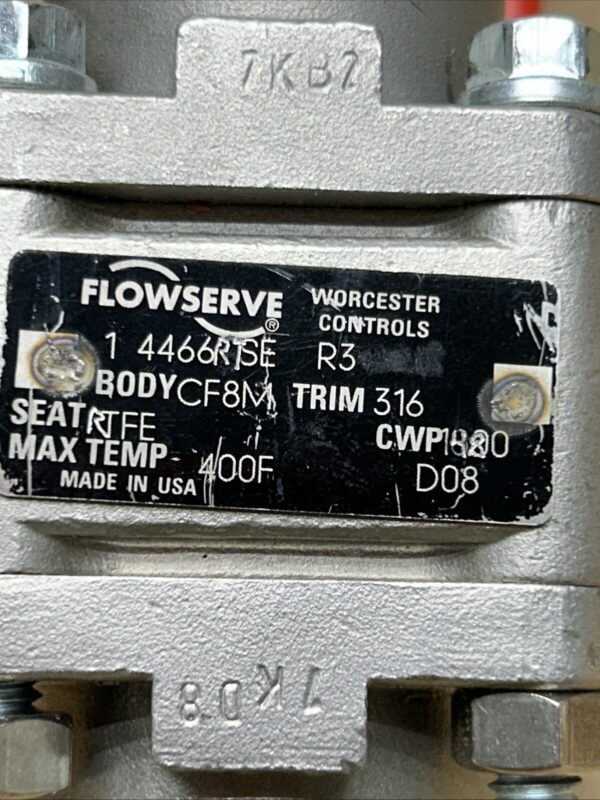 7KB7
FLOWSERVE®
WORCESTER
CONTROLS
1 4466RTSE R3
BODY CF8M TRIM 316
SEAT RTFE
CWP
MAX TEMP 400F
D08
MADE IN USA
7KD8